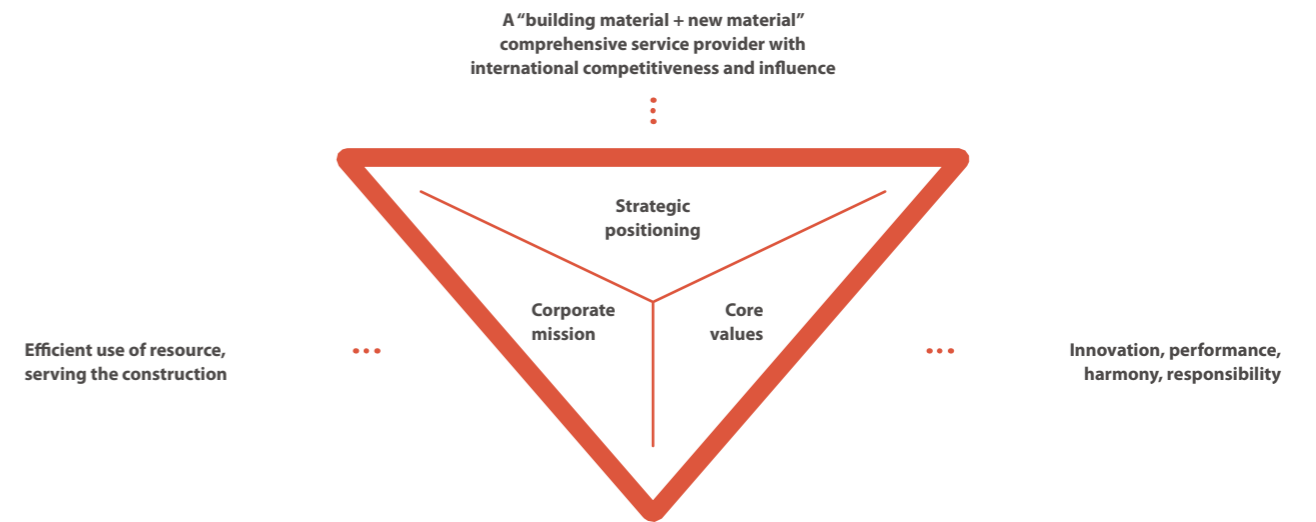 A “building material + new material”
comprehensive service provider with
international competitiveness and influence
Strategic
positioning
Corporate
mission
Core
values
Efficient use of resource,
serving the construction
Innovation, performance,
harmony, responsibility